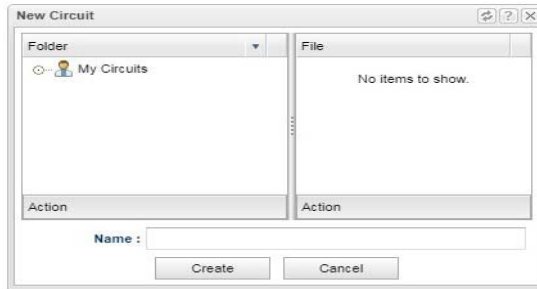 New Circuit
Folder
File
My Circuits
No items to show.
Action
Action
Name :
Create
Cancel